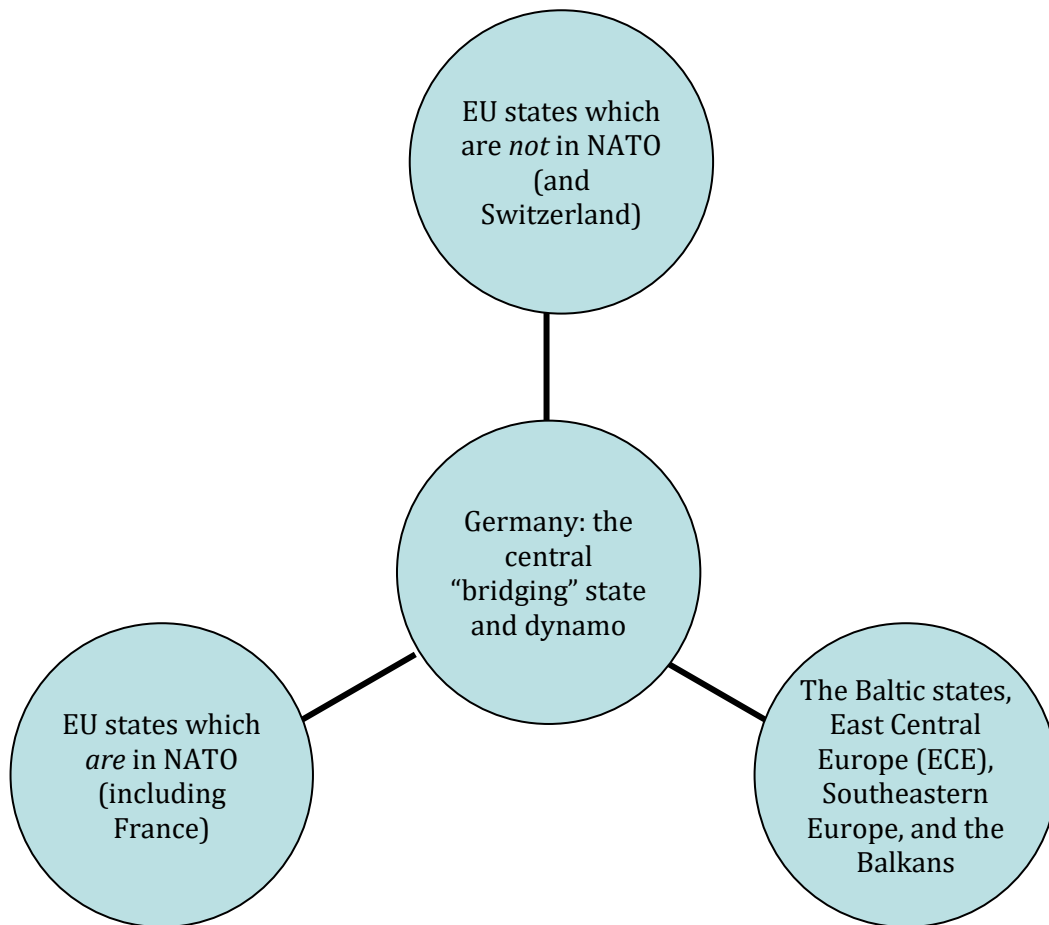 EU states which
are not in NATO
(and
Switzerland)
Germany: the
central
“bridging” state
and dynamo
EU states which
are in NATO
(including
France)
The Baltic states,
East Central
Europe (ECE),
Southeastern
Europe, and the
Balkans